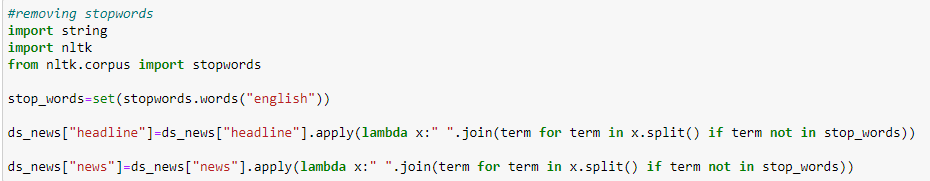 #removing stopwords
import string
import nltk
from nltk.corpus import stopwords
stop_words=set(stopwords.words("english"))
ds_news["headline"]=ds_news["headline"].apply(lambda x:" ".join(term for term in x.split() if term not in stop_words))
ds_news["news"]=ds_news["news"].apply(lambda x:" ".join(term for term in x.split() if term not in stop_words))